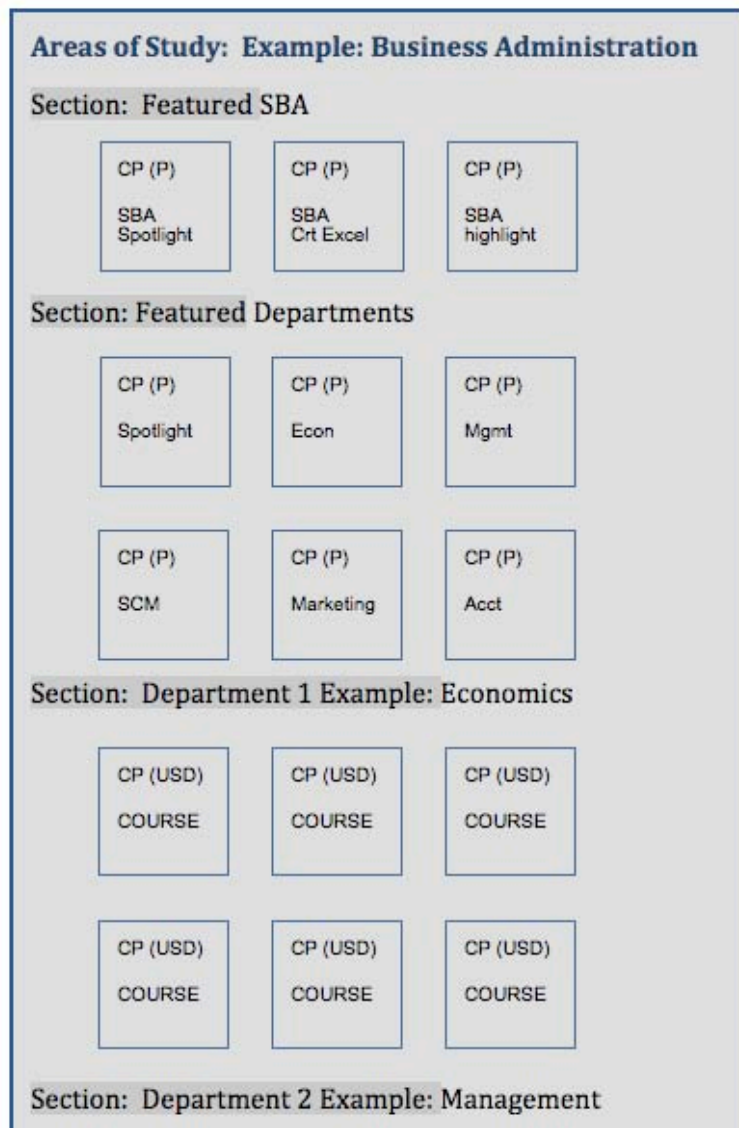 Areas of Study: Example: Business Administration
Section: Featured SBA
CP (P)
SBA
Spotlight
CP (P)
SBA
Crt Excel
CP (P)
SBA
highlight
Section: Featured Departments
CP (P)
Spotlight
CP (P)
Econ
CP (P)
Mgmt
CP (P)
SCM
CP (P)
Marketing
CP (P)
Acct
Section: Department 1 Example: Economics
CP (USD)
COURSE
CP (USD)
COURSE
CP (USD)
COURSE
CP (USD)
COURSE
CP (USD)
COURSE
CP (USD)
COURSE
Section: Department 2 Example: Management